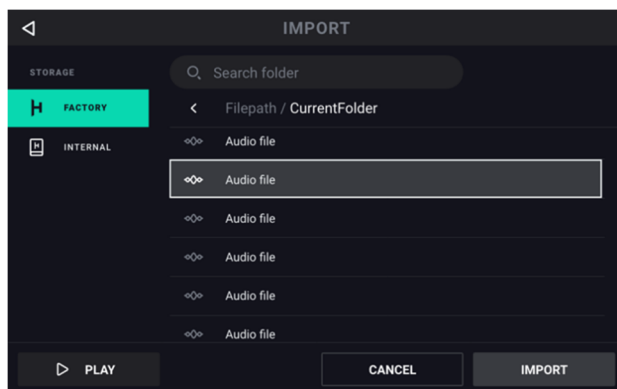 IMPORT
STORAGE
Search folder
FACTORY
Filepath / CurrentFolder
INTERNAL
Audio file
Audio file
Audio file
Audio file
Audio file
Audio file
PLAY
CANCEL
IMPORT